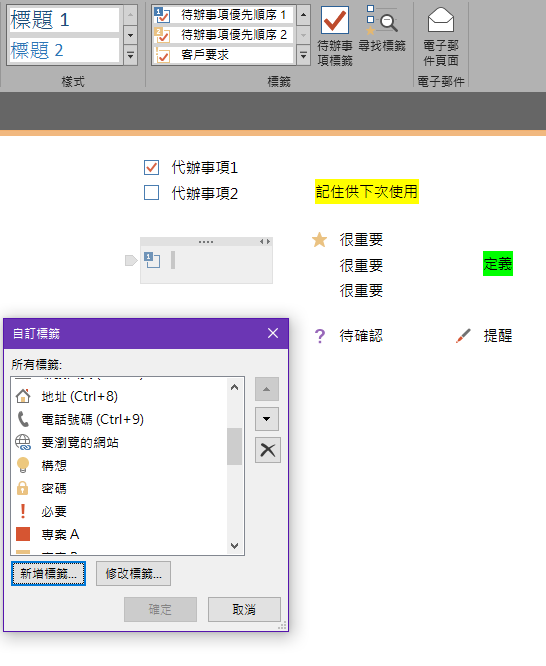 標題 1
標題 2
樣式
待辦事項優先順序 1
待辦事項優先順序 2
客戶要求
待辦事
項標籤
尋找標籤
標籤
電子郵
件頁面
電子郵件
代辦事項1
代辦事項2
記住供下次使用
很重要
很重要
很重要
定義
待確認
提醒
自訂標籤
所有標籤:
地址 (Ctrl+8)
電話號碼 (Ctrl+9)
要瀏覽的網站
構想
密碼
必要
專案 A
新增標籤...
修改標籤...
確定
取消